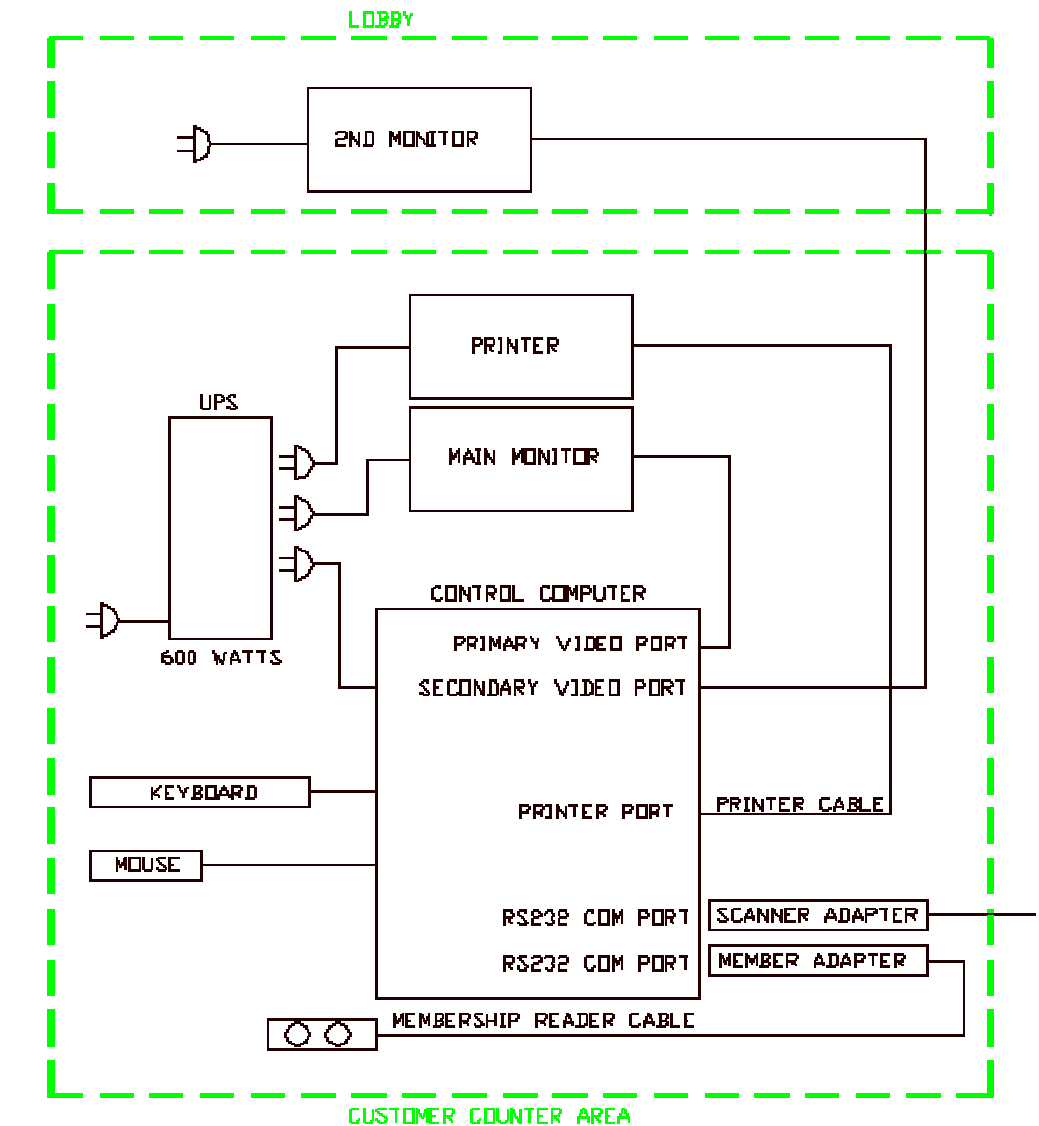 LOBBY
2ND MONITOR
PRINTER
UPS
MAIN MONITOR
CONTROL COMPUTER
PRIMARY VIDEO PORT
600 WATTS
SECONDARY VIDEO PORT
KEYBOARD
PRINTER CABLE
PRINTER PORT
MOUSE
RS232 COM PORT
SCANNER ADAPTER
RS232 COM PORT
MEMBER ADAPTER
MEMBERSHIP READER CABLE
CUSTOMER COUNTER AREA